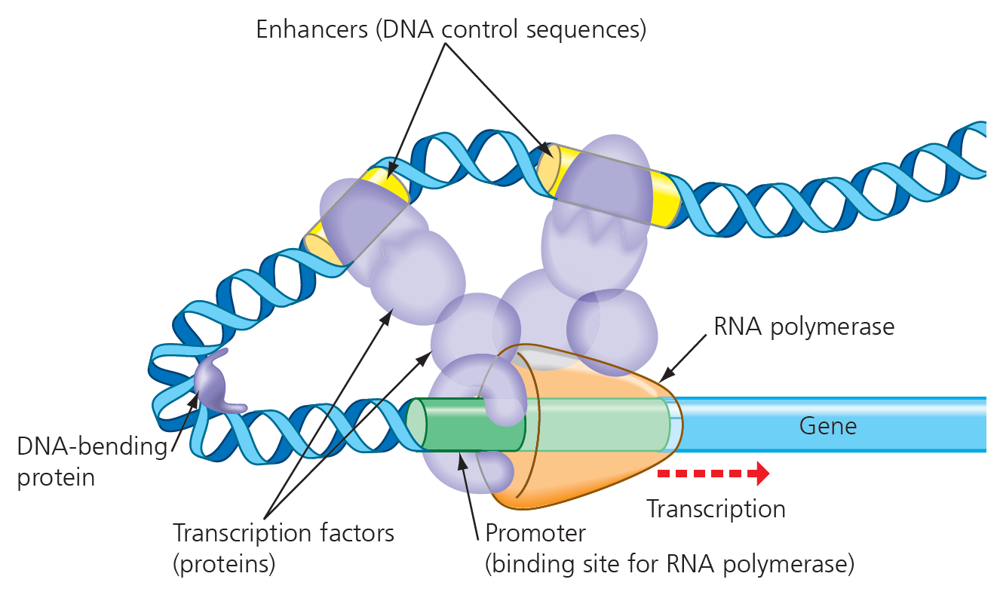 Enhancers (DNA control sequences)
RNA polymerase
Gene
DNA-bending
protein
Transcription
Transcription factors
(proteins)
Promoter
(binding site for RNA polymerase)